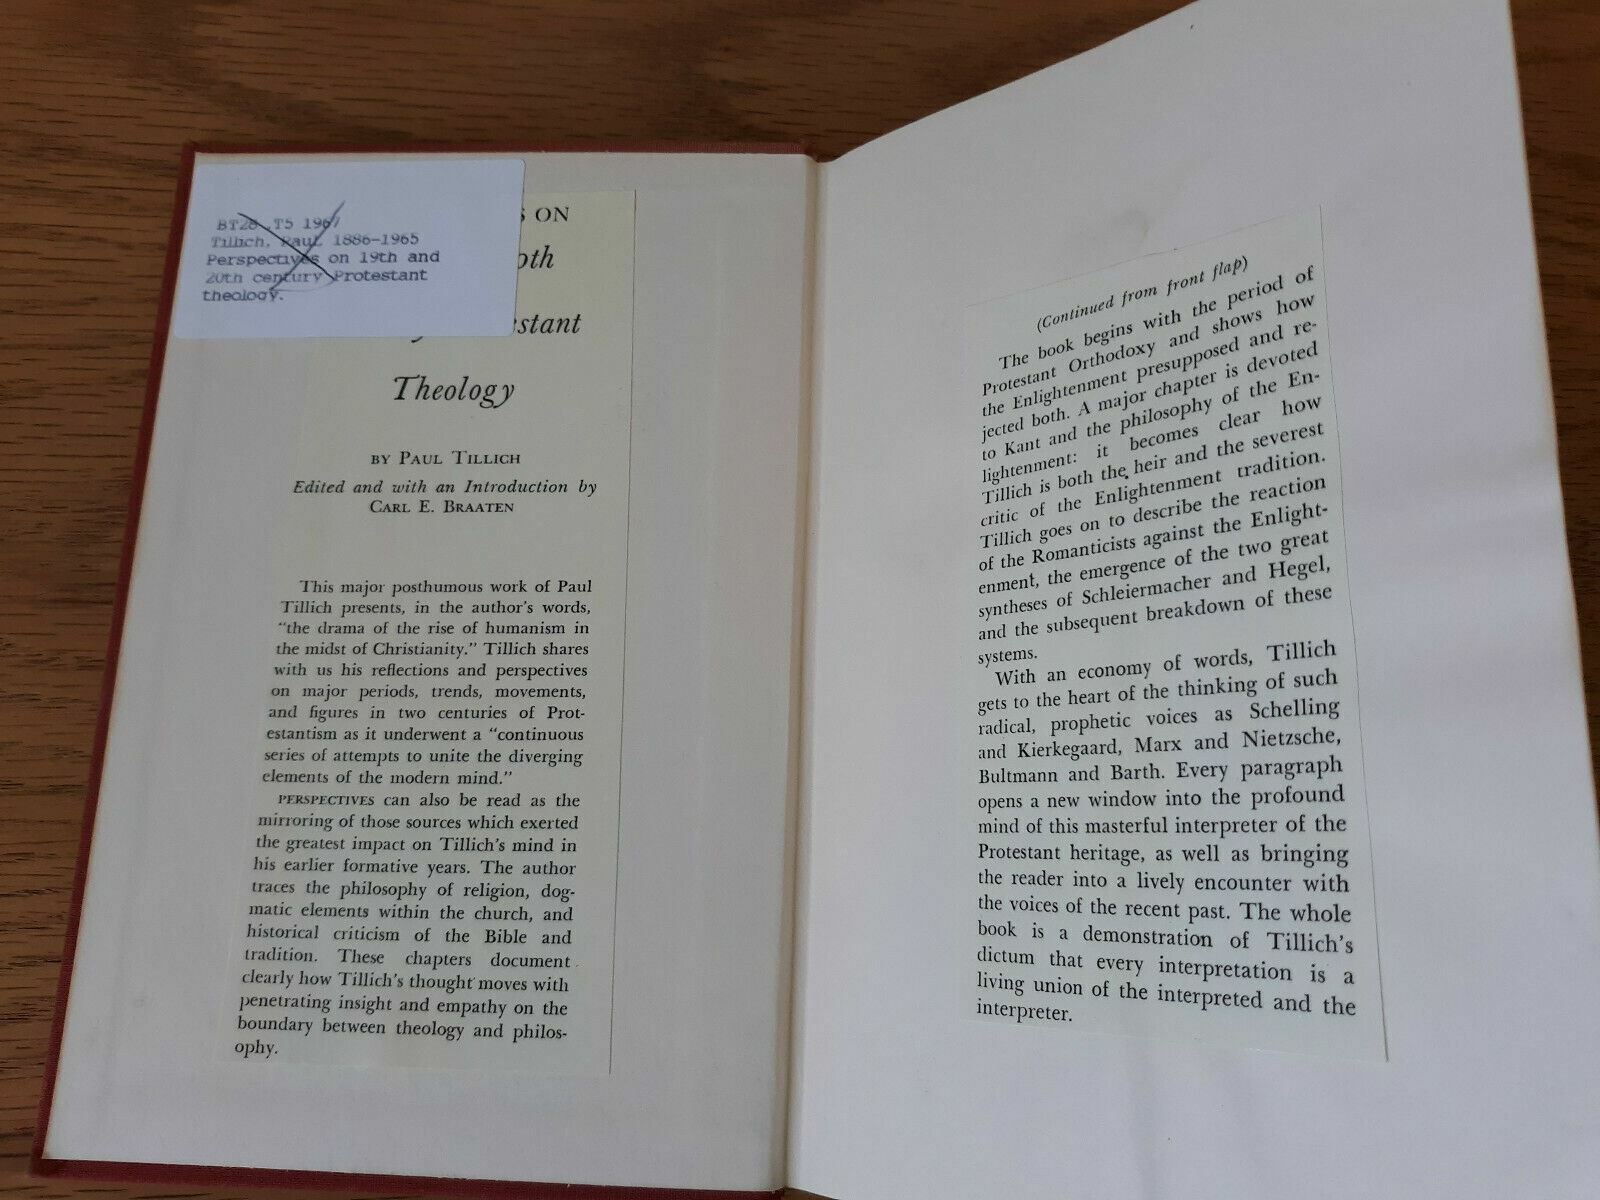 BT28 .T5 1967
Tillich, Paul, 1886-1965
Perspectives on 19th and
20th century Protestant
theology.
S ON
oth
stant
Theology
BY PAUL TILLICH
Edited and with an Introduction by
CARL E. BRAATEN
This major posthumous work of Paul
Tillich presents, in the author's words,
"the drama of the rise of humanism in
the midst of Christianity." Tillich shares
with us his reflections and perspectives
on major periods, trends, movements,
and figures in two centuries of Prot-
estantism as it underwent a "continuous
series of attempts to unite the diverging
elements of the modern mind."
PERSPECTIVES can also be read as the
mirroring of those sources which exerted
the greatest impact on Tillich's mind in
his earlier formative years. The author
traces the philosophy of religion, dog-
matic elements within the church, and
historical criticism of the Bible and
tradition. These chapters document
clearly how Tillich's thought moves with
penetrating insight and empathy on the
boundary between theology and philos-
ophy.
(Continued from front flap)
The book begins with the period of
Protestant Orthodoxy and shows how
the Enlightenment presupposed and re-
jected both. A major chapter is devoted
to Kant and the philosophy of the En-
lightenment: it becomes clear how
Tillich is both the heir and the severest
critic of the Enlightenment tradition.
Tillich goes on to describe the reaction
of the Romanticists against the Enlight-
enment, the emergence of the two great
syntheses of Schleiermacher and Hegel,
and the subsequent breakdown of these
systems.
With an economy of words, Tillich
gets to the heart of the thinking of such
radical, prophetic voices as Schelling
and Kierkegaard, Marx and Nietzsche,
Bultmann and Barth. Every paragraph
opens a new window into the profound
mind of this masterful interpreter of the
Protestant heritage, as well as bringing
the reader into a lively encounter with
the voices of the recent past. The whole
book is a demonstration of Tillich's
dictum that every interpretation is a
living union of the interpreted and the
interpreter.